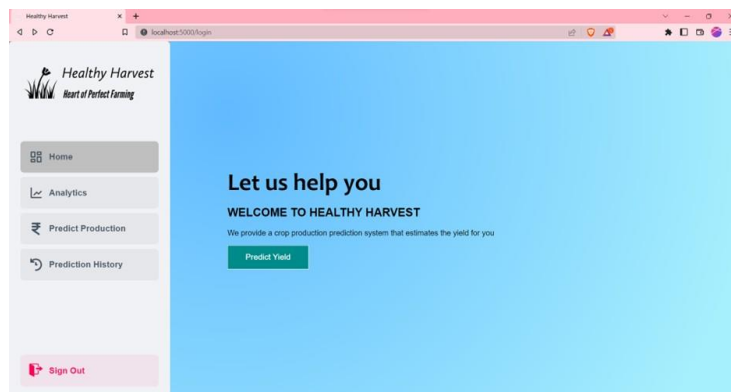 Healthy Harvest
localhost:5000/login
Healthy Harvest
Heart of Perfect Farming
Home
Analytics
Predict Production
Prediction History
Sign Out
Let us help you
WELCOME TO HEALTHY HARVEST
We provide a crop production prediction system that estimates the yield for you
Predict Yield